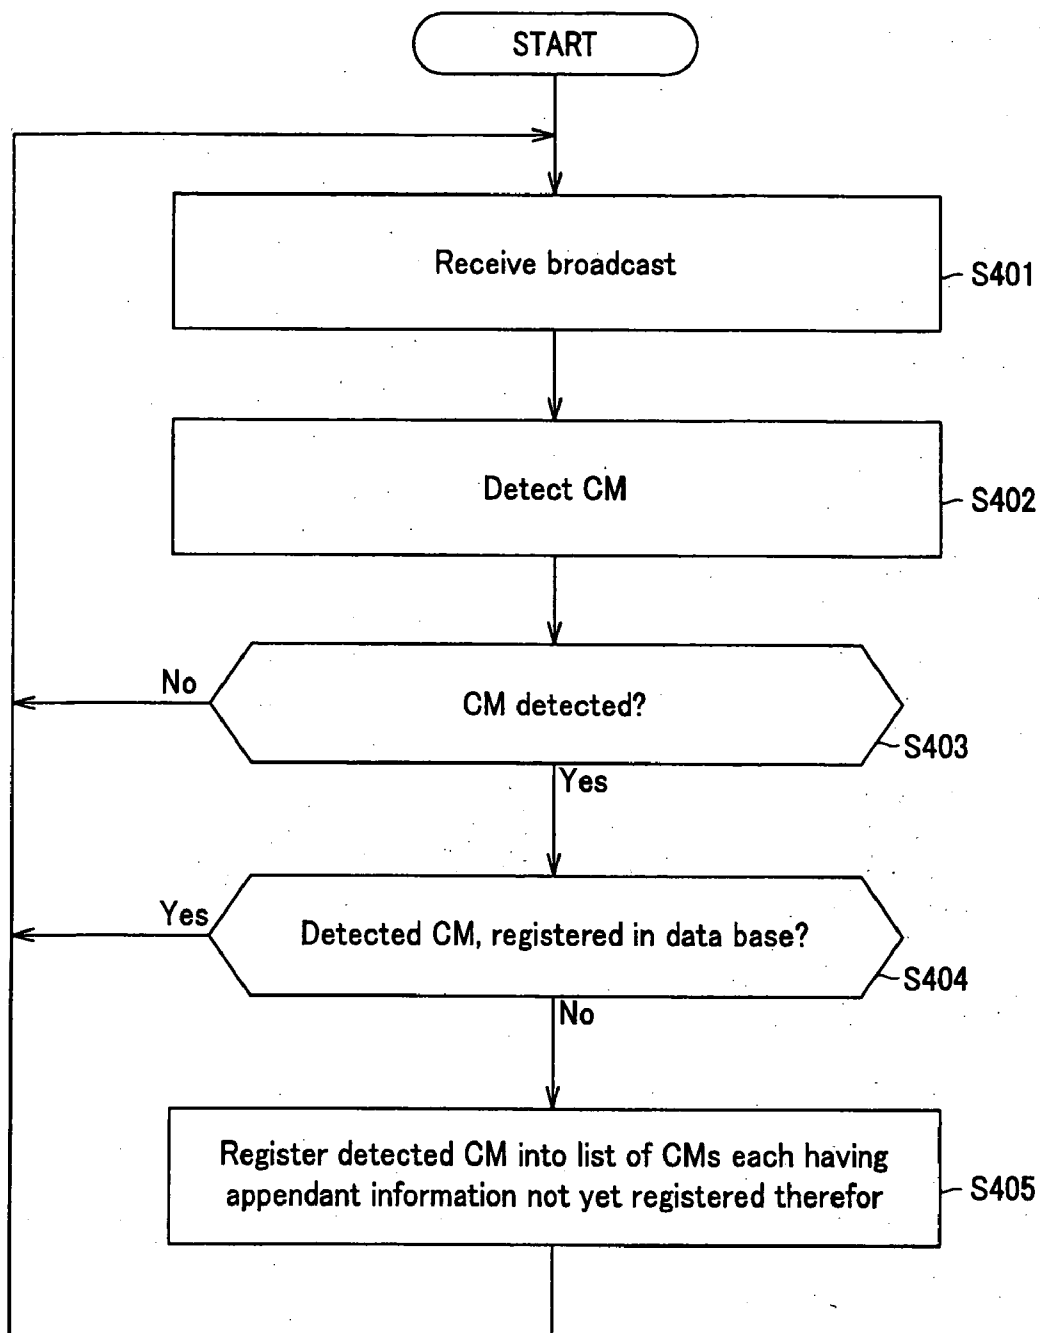 START
Receive broadcast
S401
Detect CM
S402
No
CM detected?
S403
Yes
Yes
Detected CM, registered in data base?
S404
No
Register detected CM into list of CMs each having
appendant information not yet registered therefor
S405